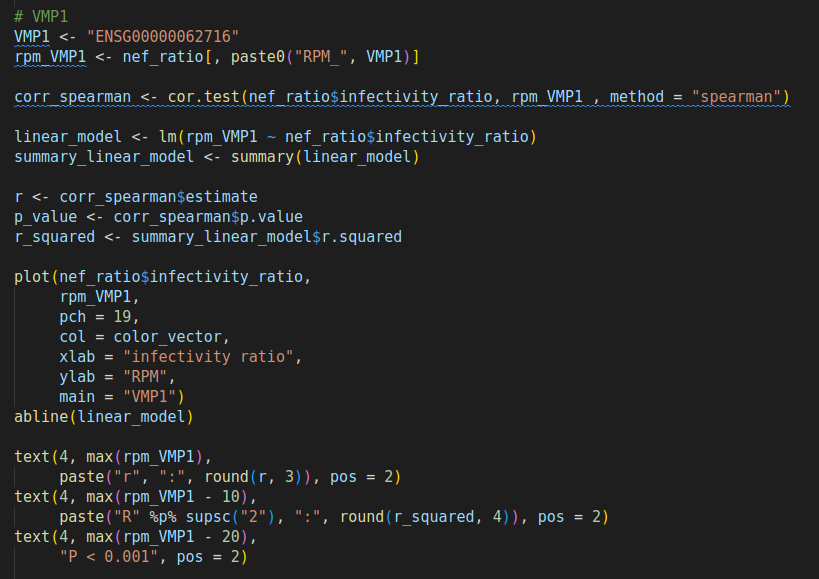 # VMP1
VMP1 <- "ENSG00000062716"
rpm_VMP1 <- nef_ratio[, paste0("RPM_", VMP1)]
corr_spearman <- cor.test(nef_ratio$infectivity_ratio, rpm_VMP1 , method = "spearman")
linear_model <- lm(rpm_VMP1 ~ nef_ratio$infectivity_ratio)
summary_linear_model <- summary(linear_model)
r <- corr_spearman$estimate
p_value <- corr_spearman$p.value
r_squared <- summary_linear_model$r.squared
plot(nef_ratio$infectivity_ratio,
     rpm_VMP1,
     pch = 19,
     col = color_vector,
     xlab = "infectivity ratio",
     ylab = "RPM",
     main = "VMP1")
abline(linear_model)
text(4, max(rpm_VMP1),
     paste("r", ":", round(r, 3)), pos = 2)
text(4, max(rpm_VMP1 - 10),
     paste("R" %p% supsc("2"), ":", round(r_squared, 4)), pos = 2)
text(4, max(rpm_VMP1 - 20),
     "P < 0.001", pos = 2)